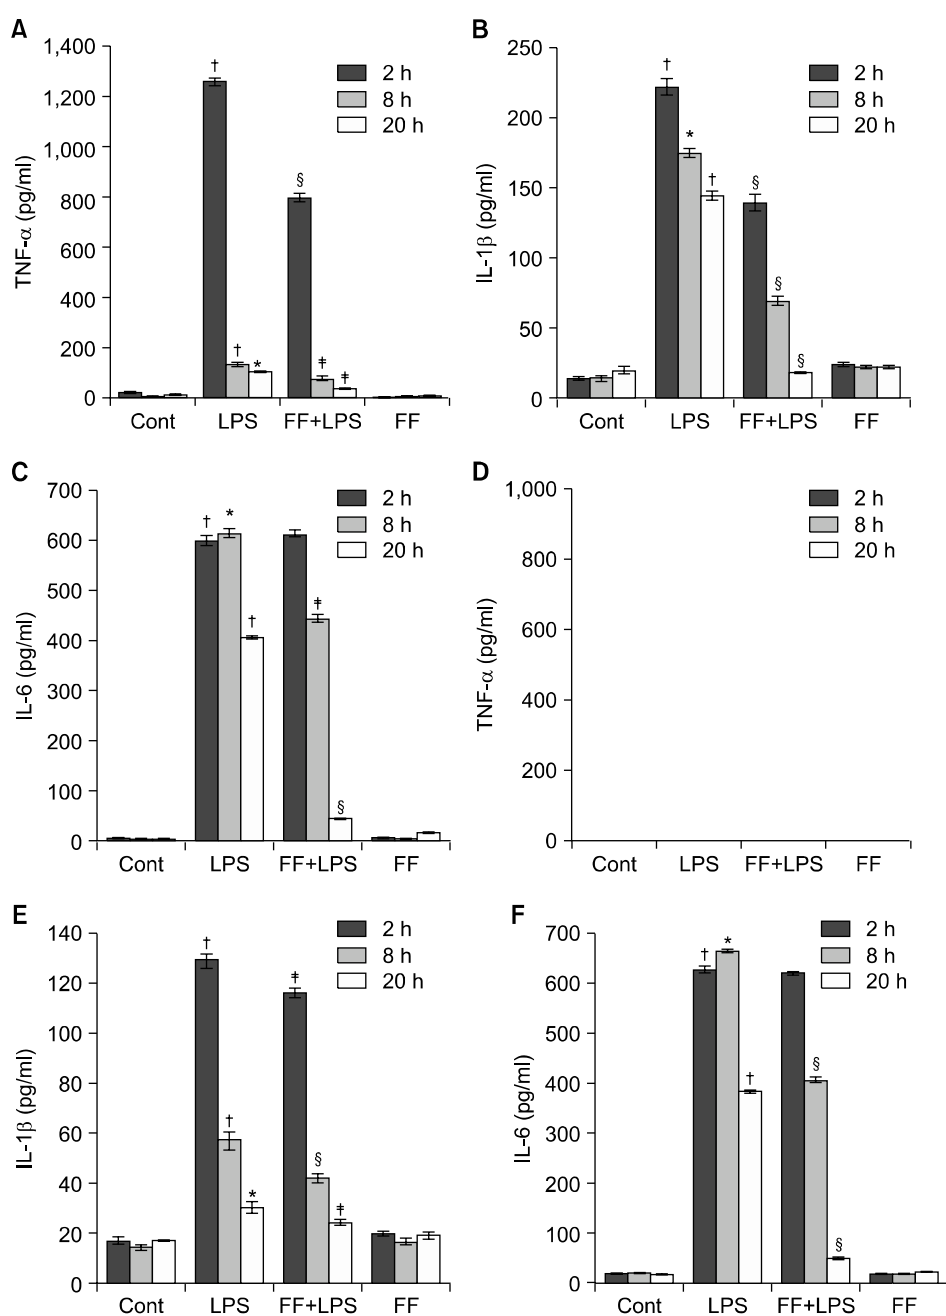 A
TNF-α (pg/ml)
1,400
1,200
1,000
800
600
400
200
0
2 h
8 h
20 h
†
§
†
*
ǂ
ǂ
Cont LPS FF+LPS FF
B
IL-1β (pg/ml)
250
200
150
100
50
0
2 h
8 h
20 h
†
*
†
§
§
§
Cont LPS FF+LPS FF
C
IL-6 (pg/ml)
700
600
500
400
300
200
100
0
2 h
8 h
20 h
†
*
†
ǂ
§
Cont LPS FF+LPS FF
D
TNF-α (pg/ml)
1,000
800
600
400
200
0
2 h
8 h
20 h
Cont LPS FF+LPS FF
E
IL-1β (pg/ml)
140
120
100
80
60
40
20
0
2 h
8 h
20 h
†
†
*
ǂ
§
ǂ
Cont LPS FF+LPS FF
F
IL-6 (pg/ml)
700
600
500
400
300
200
100
0
2 h
8 h
20 h
†
*
†
§
§
Cont LPS FF+LPS FF